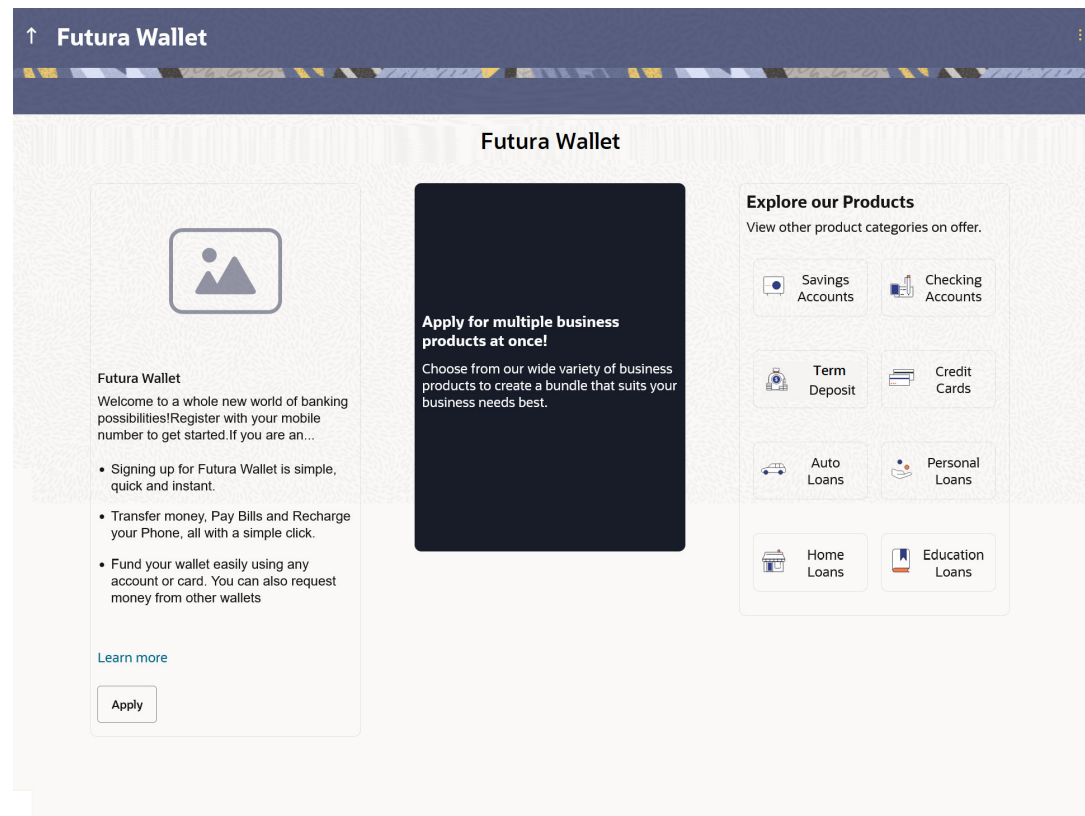 Futura Wallet
Futura Wallet
Futura Wallet
Welcome to a whole new world of banking
possibilities!Register with your mobile
number to get started.If you are an...
Signing up for Futura Wallet is simple,
quick and instant.
Transfer money, Pay Bills and Recharge
your Phone, all with a simple click.
Fund your wallet easily using any
account or card. You can also request
money from other wallets
Learn more
Apply
Apply for multiple business
products at once!
Choose from our wide variety of business
products to create a bundle that suits your
business needs best.
Explore our Products
View other product categories on offer.
Savings
Accounts
Checking
Accounts
Term
Deposit
Credit
Cards
Auto
Loans
Personal
Loans
Home
Loans
Education
Loans